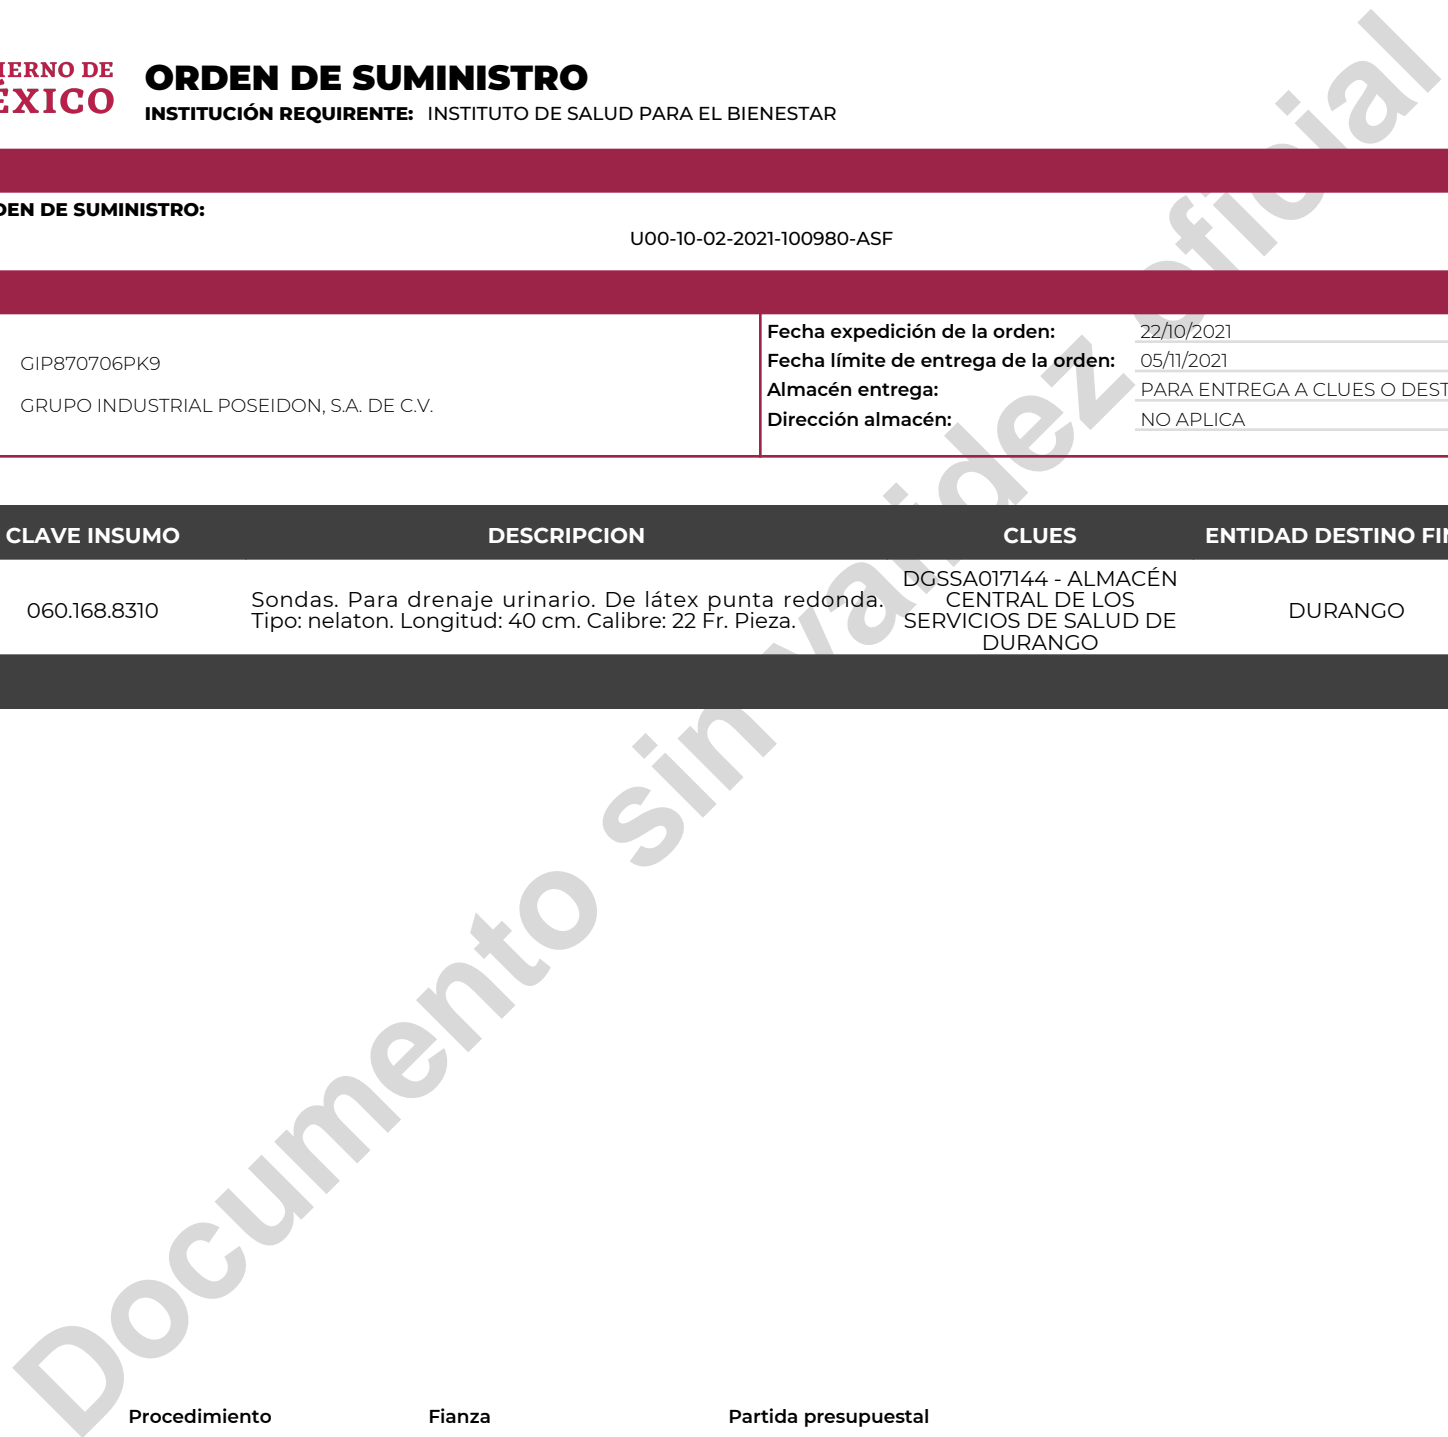 IERNO DE
ÉXICO
ORDEN DE SUMINISTRO
INSTITUCIÓN REQUIRENTE: INSTITUTO DE SALUD PARA EL BIENESTAR
DEN DE SUMINISTRO:
U00-10-02-2021-100980-ASF
GIP870706PK9
GRUPO INDUSTRIAL POSEIDON, S.A. DE C.V.
Fecha expedición de la orden: 22/10/2021
Fecha límite de entrega de la orden: 05/11/2021
Almacén entrega: PARA ENTREGA A CLUES O DEST
Dirección almacén: NO APLICA
CLAVE INSUMO DESCRIPCION CLUES ENTIDAD DESTINO FIN
060.168.8310
Sondas. Para drenaje urinario. De látex punta redonda.
Tipo: nelaton. Longitud: 40 cm. Calibre: 22 Fr. Pieza.
DGSSA017144 - ALMACÉN
CENTRAL DE LOS
SERVICIOS DE SALUD DE
DURANGO
DURANGO
Documento sin validez oficial
Procedimiento Fianza Partida presupuestal